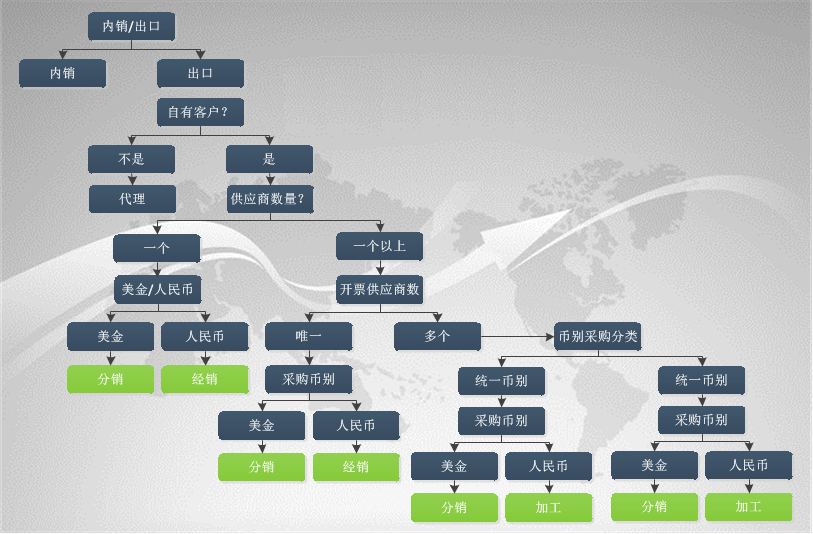 内销/出口
内销
出口
自有客户?
不是
是
代理
供应商数量?
一个
一个以上
美金/人民币
开票供应商数
美金
人民币
唯一
多个
币别采购分类
分销
经销
采购币别
统一币别
统一币别
美金
人民币
采购币别
采购币别
分销
经销
美金
人民币
美金
人民币
分销
加工
分销
加工